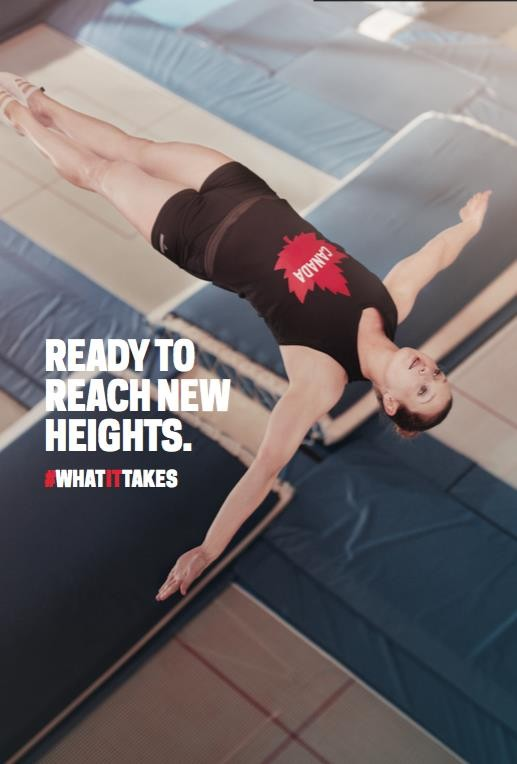 CANADA
READY TO
REACH NEW
HEIGHTS.
#WHATITTAKES